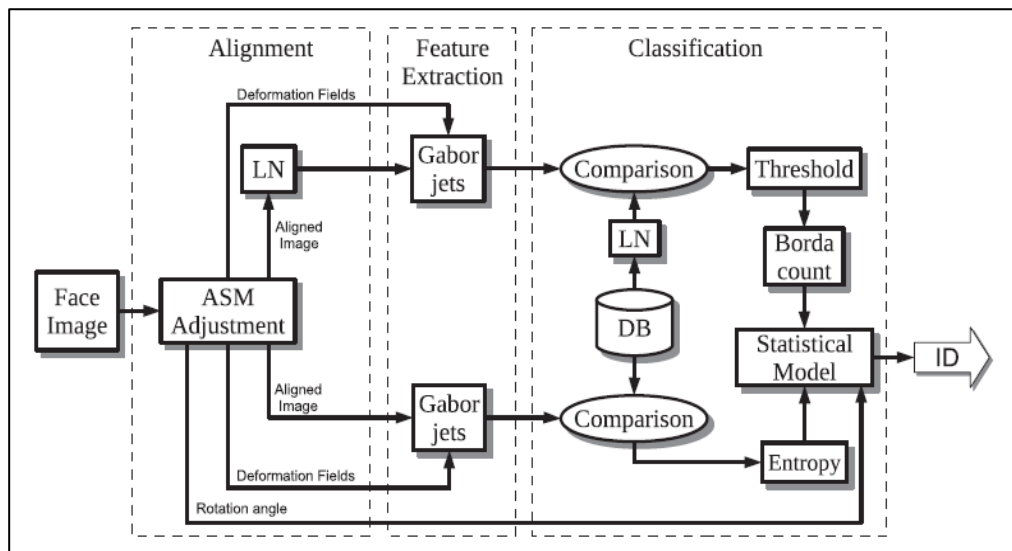 Alignment
Feature
Extraction
Classification
Deformation Fields
LN
Gabor
jets
Comparison
Threshold
Aligned
Image
LN
Borda
count
Face
Image
ASM
Adjustment
DB
Statistical
Model
ID
Aligned
Image
Gabor
jets
Comparison
Entropy
Deformation Fields
Rotation angle